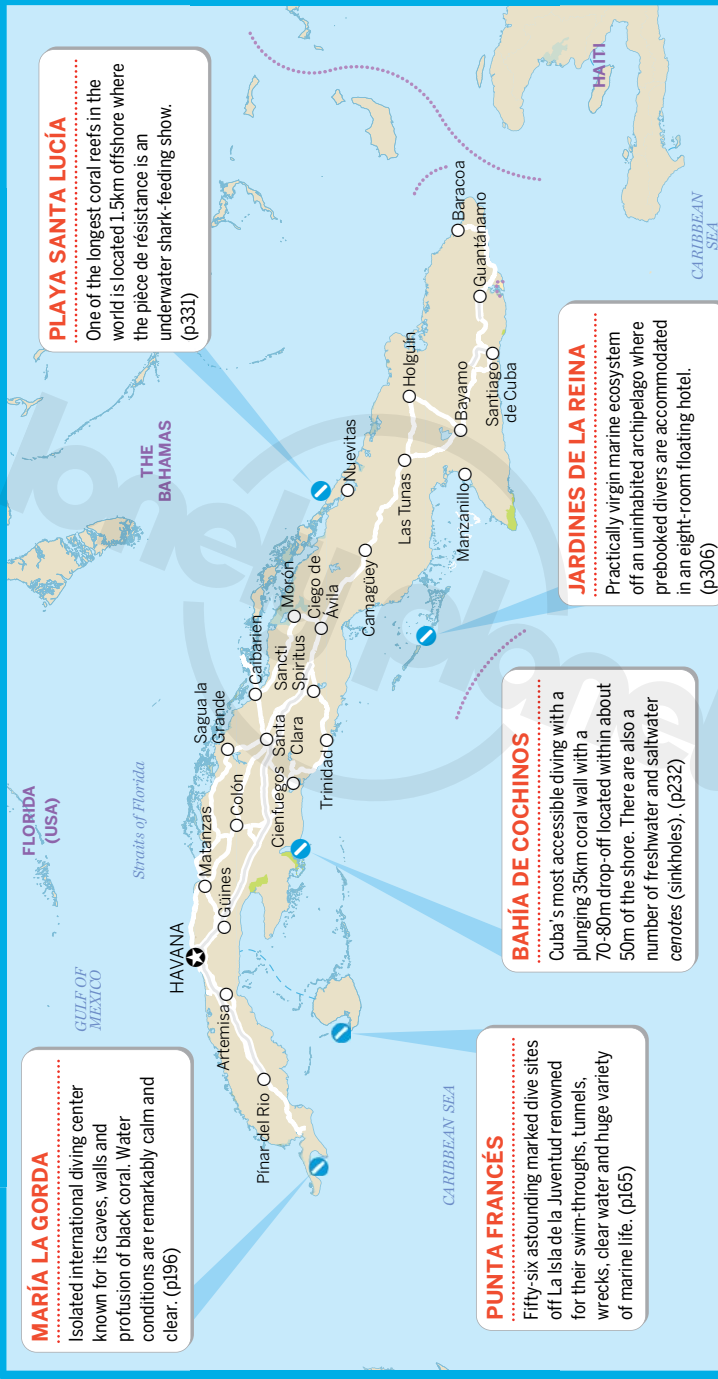 MARÍA LA GORDA
Isolated international diving center
known for its caves, walls and
profusion of black coral. Water
conditions are remarkably calm and
clear. (p196)
PLAYA SANTA LUCÍA
One of the longest coral reefs in the
world is located 1.5km offshore where
the pièce de résistance is an
underwater shark-feeding show.
(p331)
FLORIDA
(USA)
THE
BAHAMAS
HAITI
GULF OF
MEXICO
Straits of Florida
CARIBBEAN SEA
CARIBBEAN
SEA
HAVANA
Artemisa
Pinar del Rio
Güines
Matanzas
Colón
Sagua la
Grande
Cienfuegos
Santa
Clara
Caibarien
Sancti
Spiritus
Trinidad
Morón
Ciego de
Ávila
Camagüey
Nuevitas
Las Tunas
Holguín
Manzanillo
Bayamo
Santiago
de Cuba
Guantánamo
Baracoa
lonely planet
PUNTA FRANCÉS
Fifty-six astounding marked dive sites
off La Isla de la Juventud renowned
for their swim-throughs, tunnels,
wrecks, clear water and huge variety
of marine life. (p165)
BAHÍA DE COCHINOS
Cuba's most accessible diving with a
plunging 35km coral wall with a
70-80m drop-off located within about
50m of the shore. There are also a
number of freshwater and saltwater
cenotes (sinkholes). (p232)
JARDINES DE LA REINA
Practically virgin marine ecosystem
off an uninhabited archipelago where
prebooked divers are accommodated
in an eight-room floating hotel.
(p306)